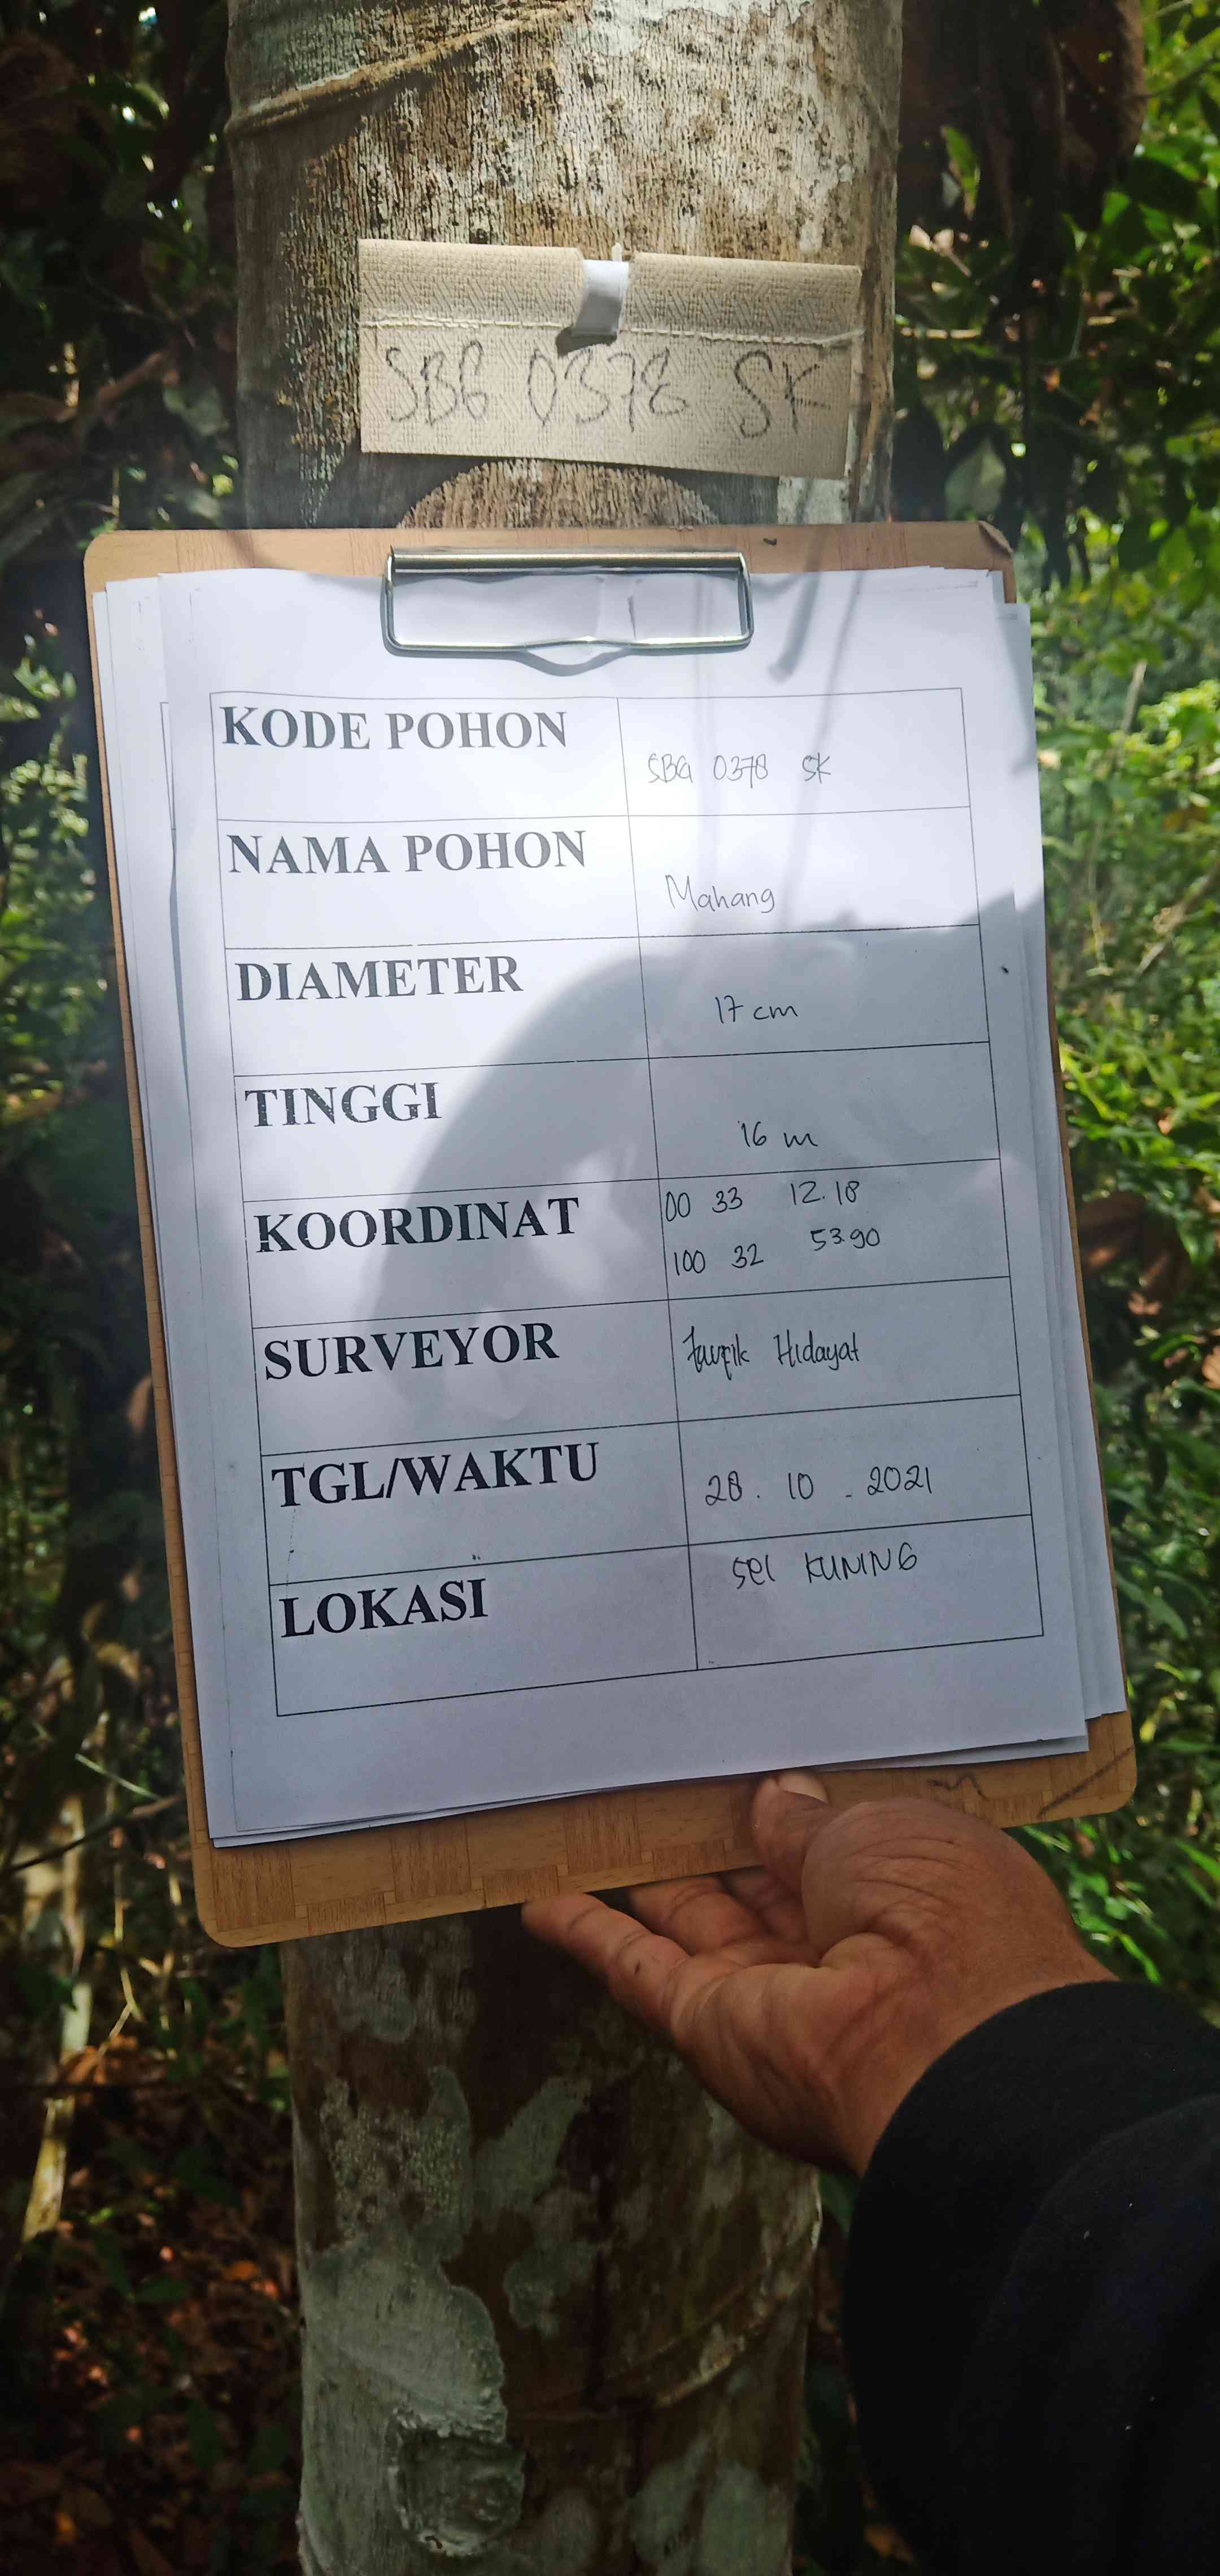 SBG 0378 SK
KODE POHON
SBG 0378 SK
NAMA POHON
Mahang
DIAMETER
17 cm
TINGGI
16 m
KOORDINAT
00 33 12.18
100 32 53.90
SURVEYOR
Taufik Hidayat
TGL/WAKTU
28. 10 - 2021
LOKASI
sei KUNING